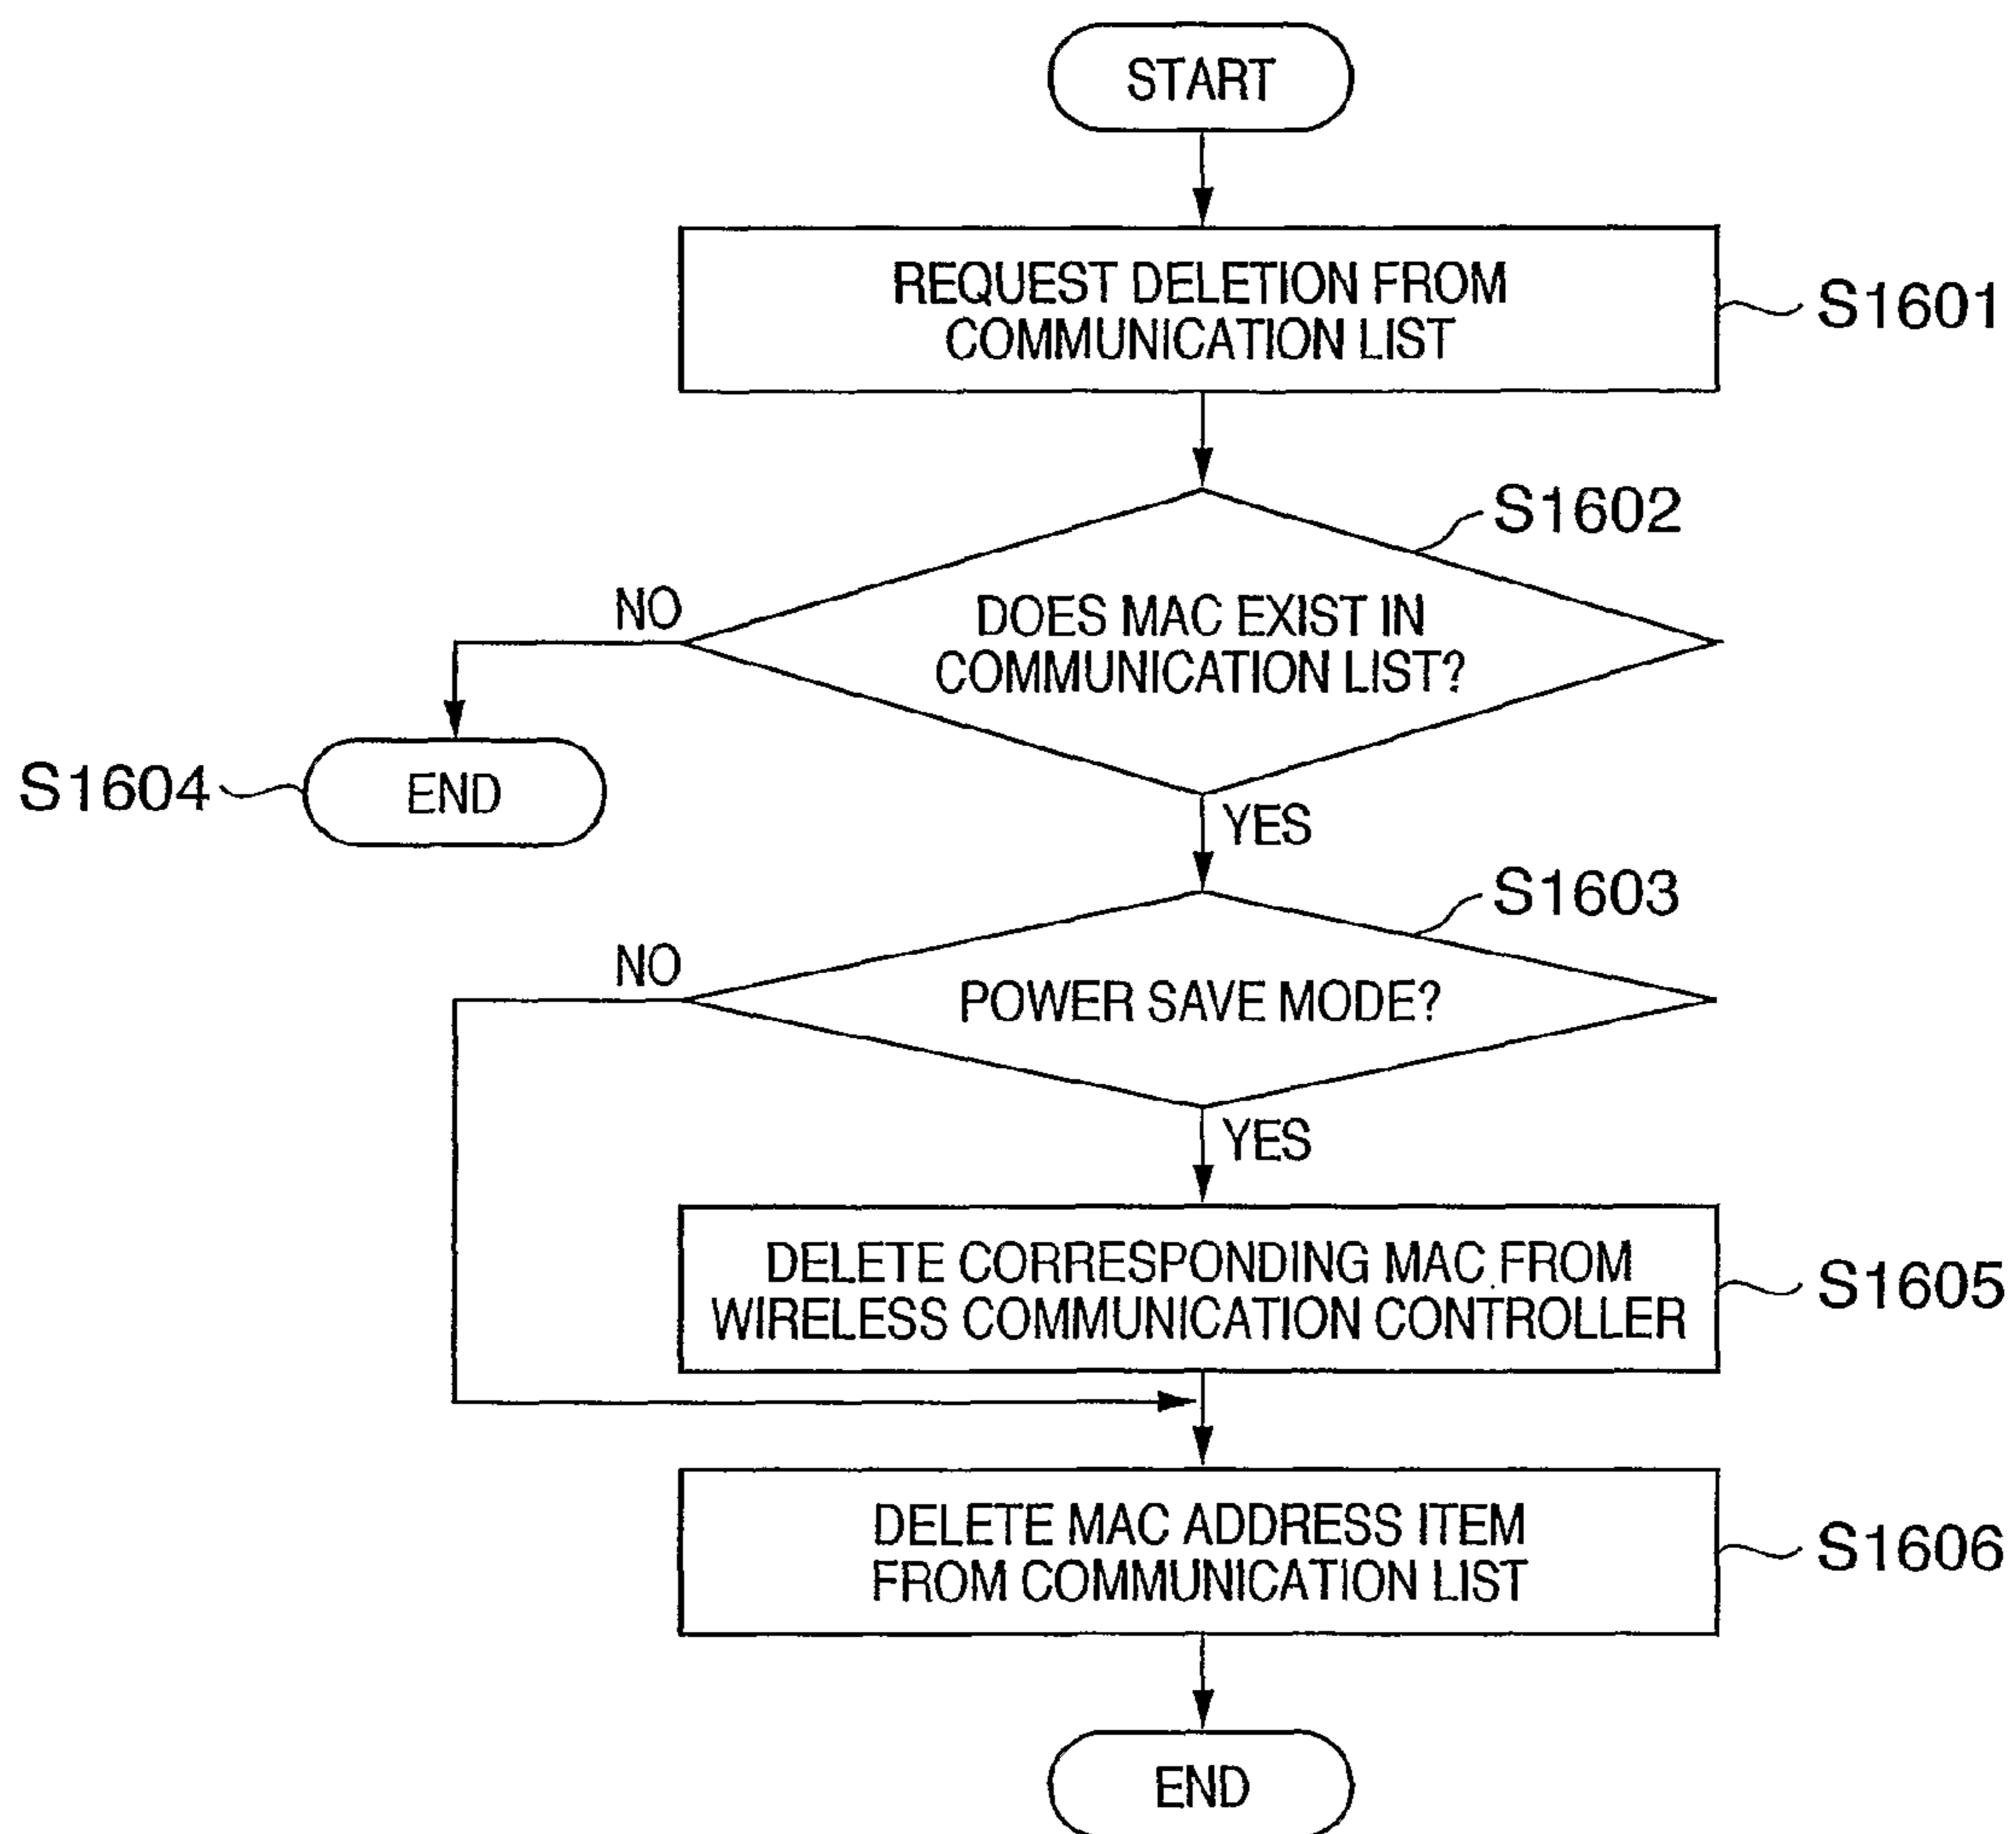 START
REQUEST DELETION FROM
COMMUNICATION LIST
S1601
S1602
DOES MAC EXIST IN
COMMUNICATION LIST?
NO
S1604
END
YES
S1603
NO
POWER SAVE MODE?
YES
DELETE CORRESPONDING MAC FROM
WIRELESS COMMUNICATION CONTROLLER
S1605
DELETE MAC ADDRESS ITEM
FROM COMMUNICATION LIST
S1606
END